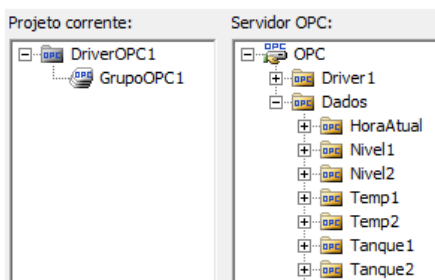 Projeto corrente:
DriverOPC1
GrupoOPC1
Servidor OPC:
OPC
Driver1
Dados
HoraAtual
Nivel1
Nivel2
Temp1
Temp2
Tanque1
Tanque2